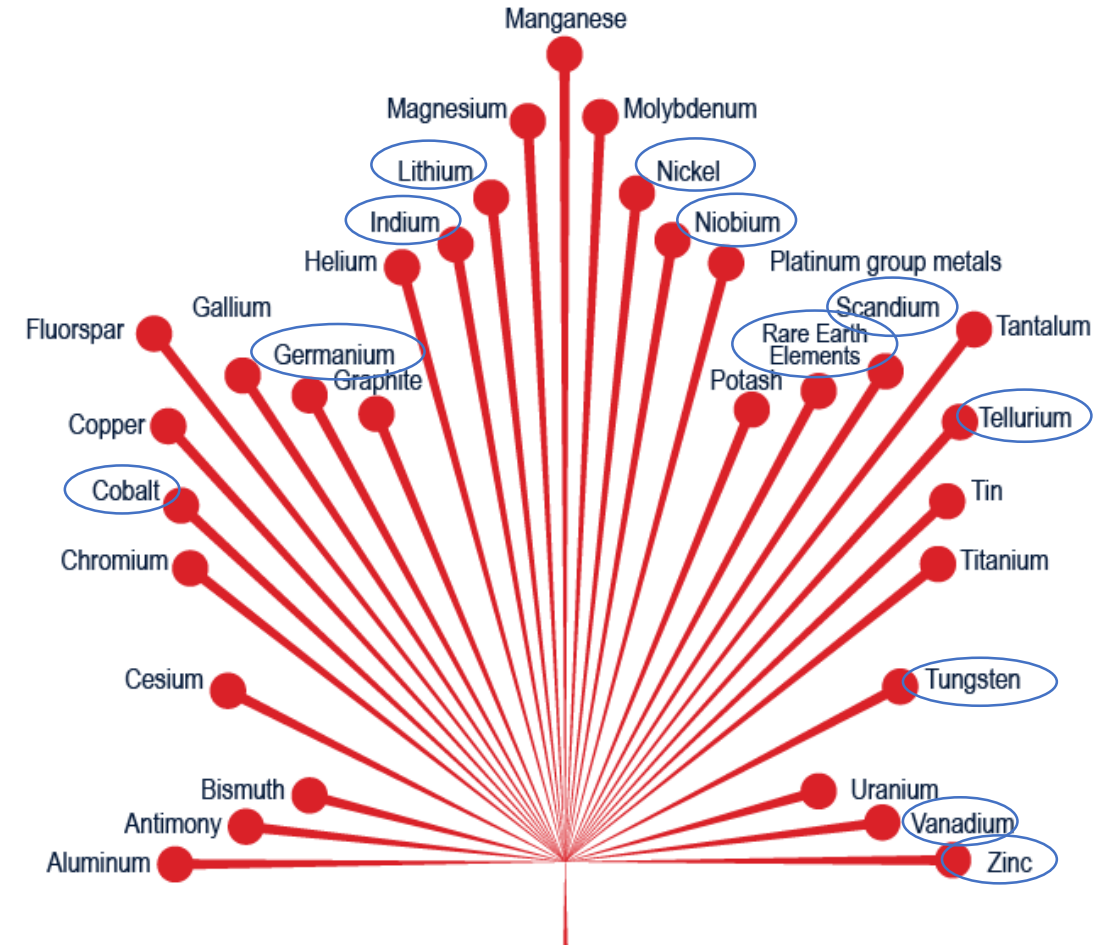 Manganese
Magnesium
Molybdenum
Lithium
Nickel
Indium
Niobium
Helium
Platinum group metals
Gallium
Scandium
Fluorspar
Tantalum
Rare Earth
Elements
Germanium
Graphite
Potash
Copper
Tellurium
Cobalt
Tin
Chromium
Titanium
Cesium
Tungsten
Bismuth
Uranium
Antimony
Vanadium
Aluminum
Zinc